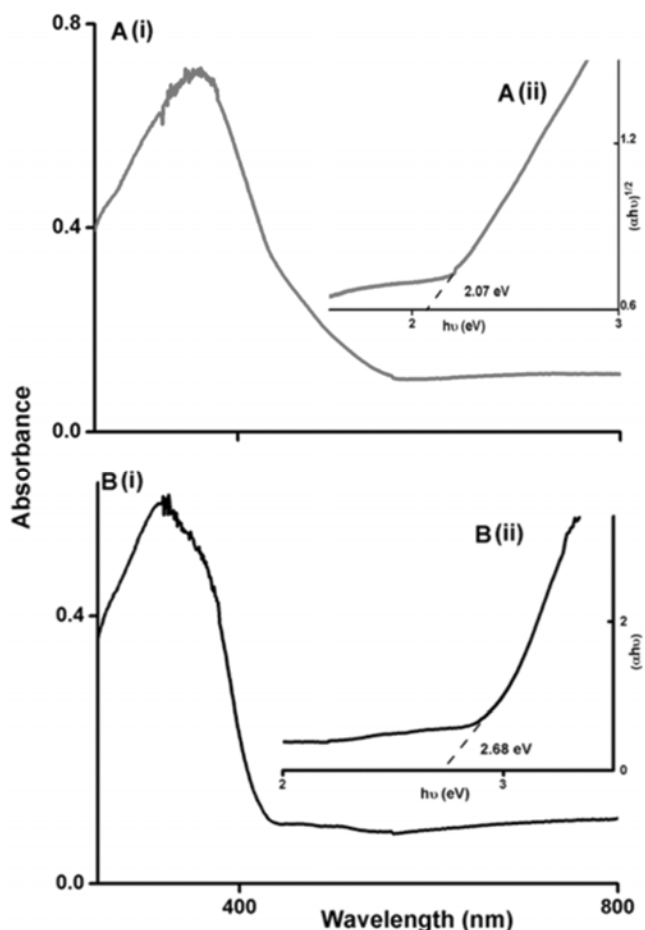 0.8
A (i)
A (ii)
1.2
(αhυ)1/2
0.4
2.07 eV
0.6
2
hυ (eV)
3
0.0
Absorbance
B (i)
B (ii)
0.4
2
(αhυ)
2.68 eV
0
2
hυ (eV)
3
0.0
400
800
Wavelength (nm)